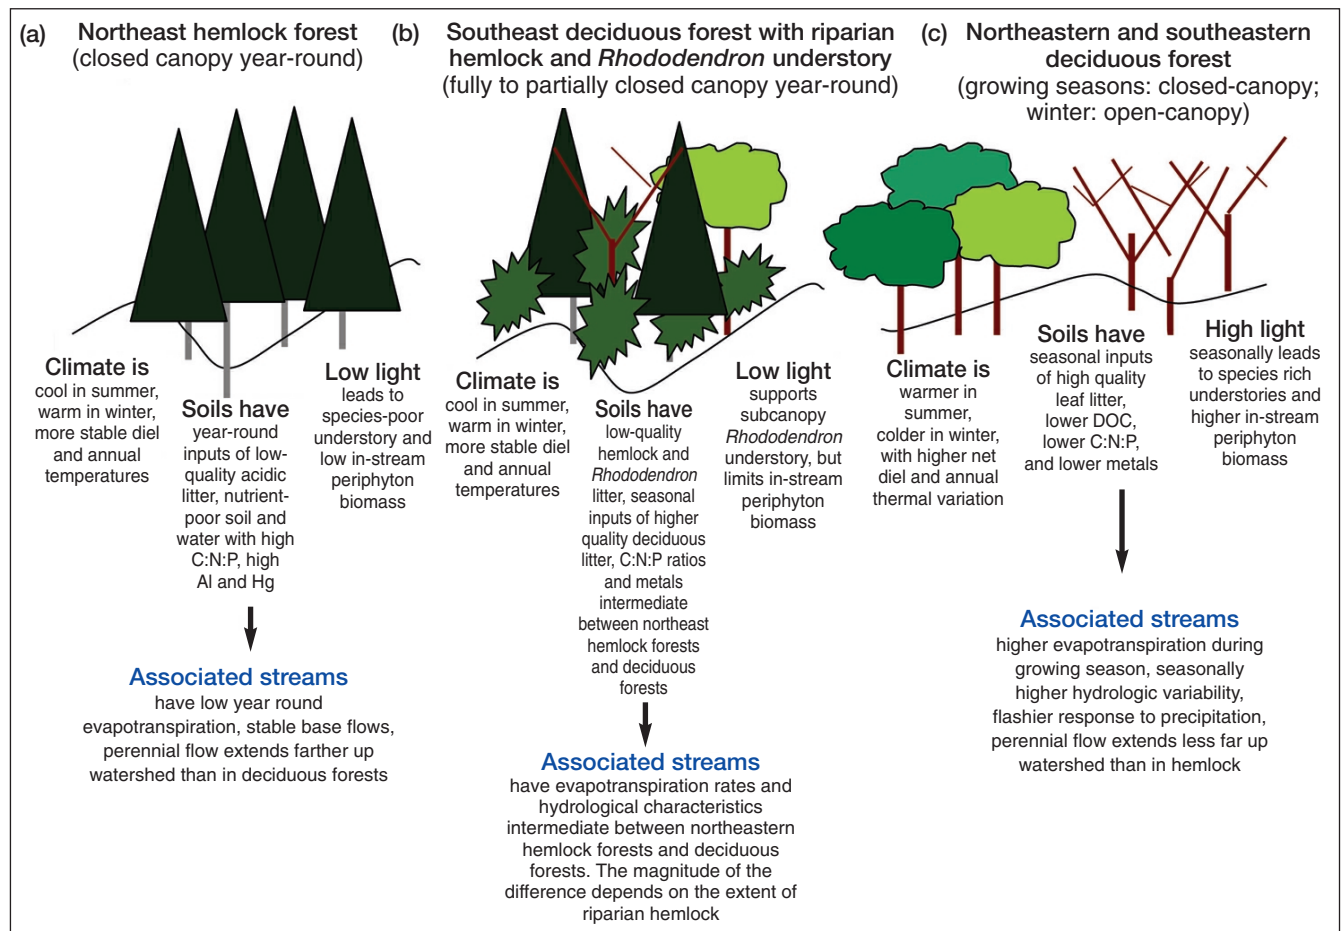 (a)
Northeast hemlock forest
(closed canopy year-round)
Climate is
cool in summer,
warm in winter,
more stable diel
and annual
temperatures
Soils have
year-round
inputs of low-
quality acidic
litter, nutrient-
poor soil and
water with high
C:N:P, high
Al and Hg
Low light
leads to
species-poor
understory and
low in-stream
periphyton
biomass
Associated streams
have low year round
evapotranspiration, stable base flows,
perennial flow extends farther up
watershed than in deciduous forests
(b)
Southeast deciduous forest with riparian
hemlock and Rhododendron understory
(fully to partially closed canopy year-round)
Climate is
cool in summer,
warm in winter,
more stable diel
and annual
temperatures
Soils have
low-quality
hemlock and
Rhododendron
litter, seasonal
inputs of higher
quality deciduous
litter, C:N:P ratios
and metals
intermediate
between northeast
hemlock forests
and deciduous
forests
Low light
supports
subcanopy
Rhododendron
understory, but
limits in-stream
periphyton
biomass
Associated streams
have evapotranspiration rates and
hydrological characteristics
intermediate between northeastern
hemlock forests and deciduous
forests. The magnitude of the
difference depends on the extent of
riparian hemlock
(c)
Northeastern and southeastern
deciduous forest
(growing seasons: closed-canopy;
winter: open-canopy)
Climate is
warmer in
summer,
colder in winter,
with higher net
diel and annual
thermal variation
Soils have
seasonal inputs
of high quality
leaf litter,
lower DOC,
lower C:N:P,
and lower metals
High light
seasonally leads
to species rich
understories and
higher in-stream
periphyton
biomass
Associated streams
higher evapotranspiration during
growing season, seasonally
higher hydrologic variability,
flashier response to precipitation,
perennial flow extends less far up
watershed than in hemlock